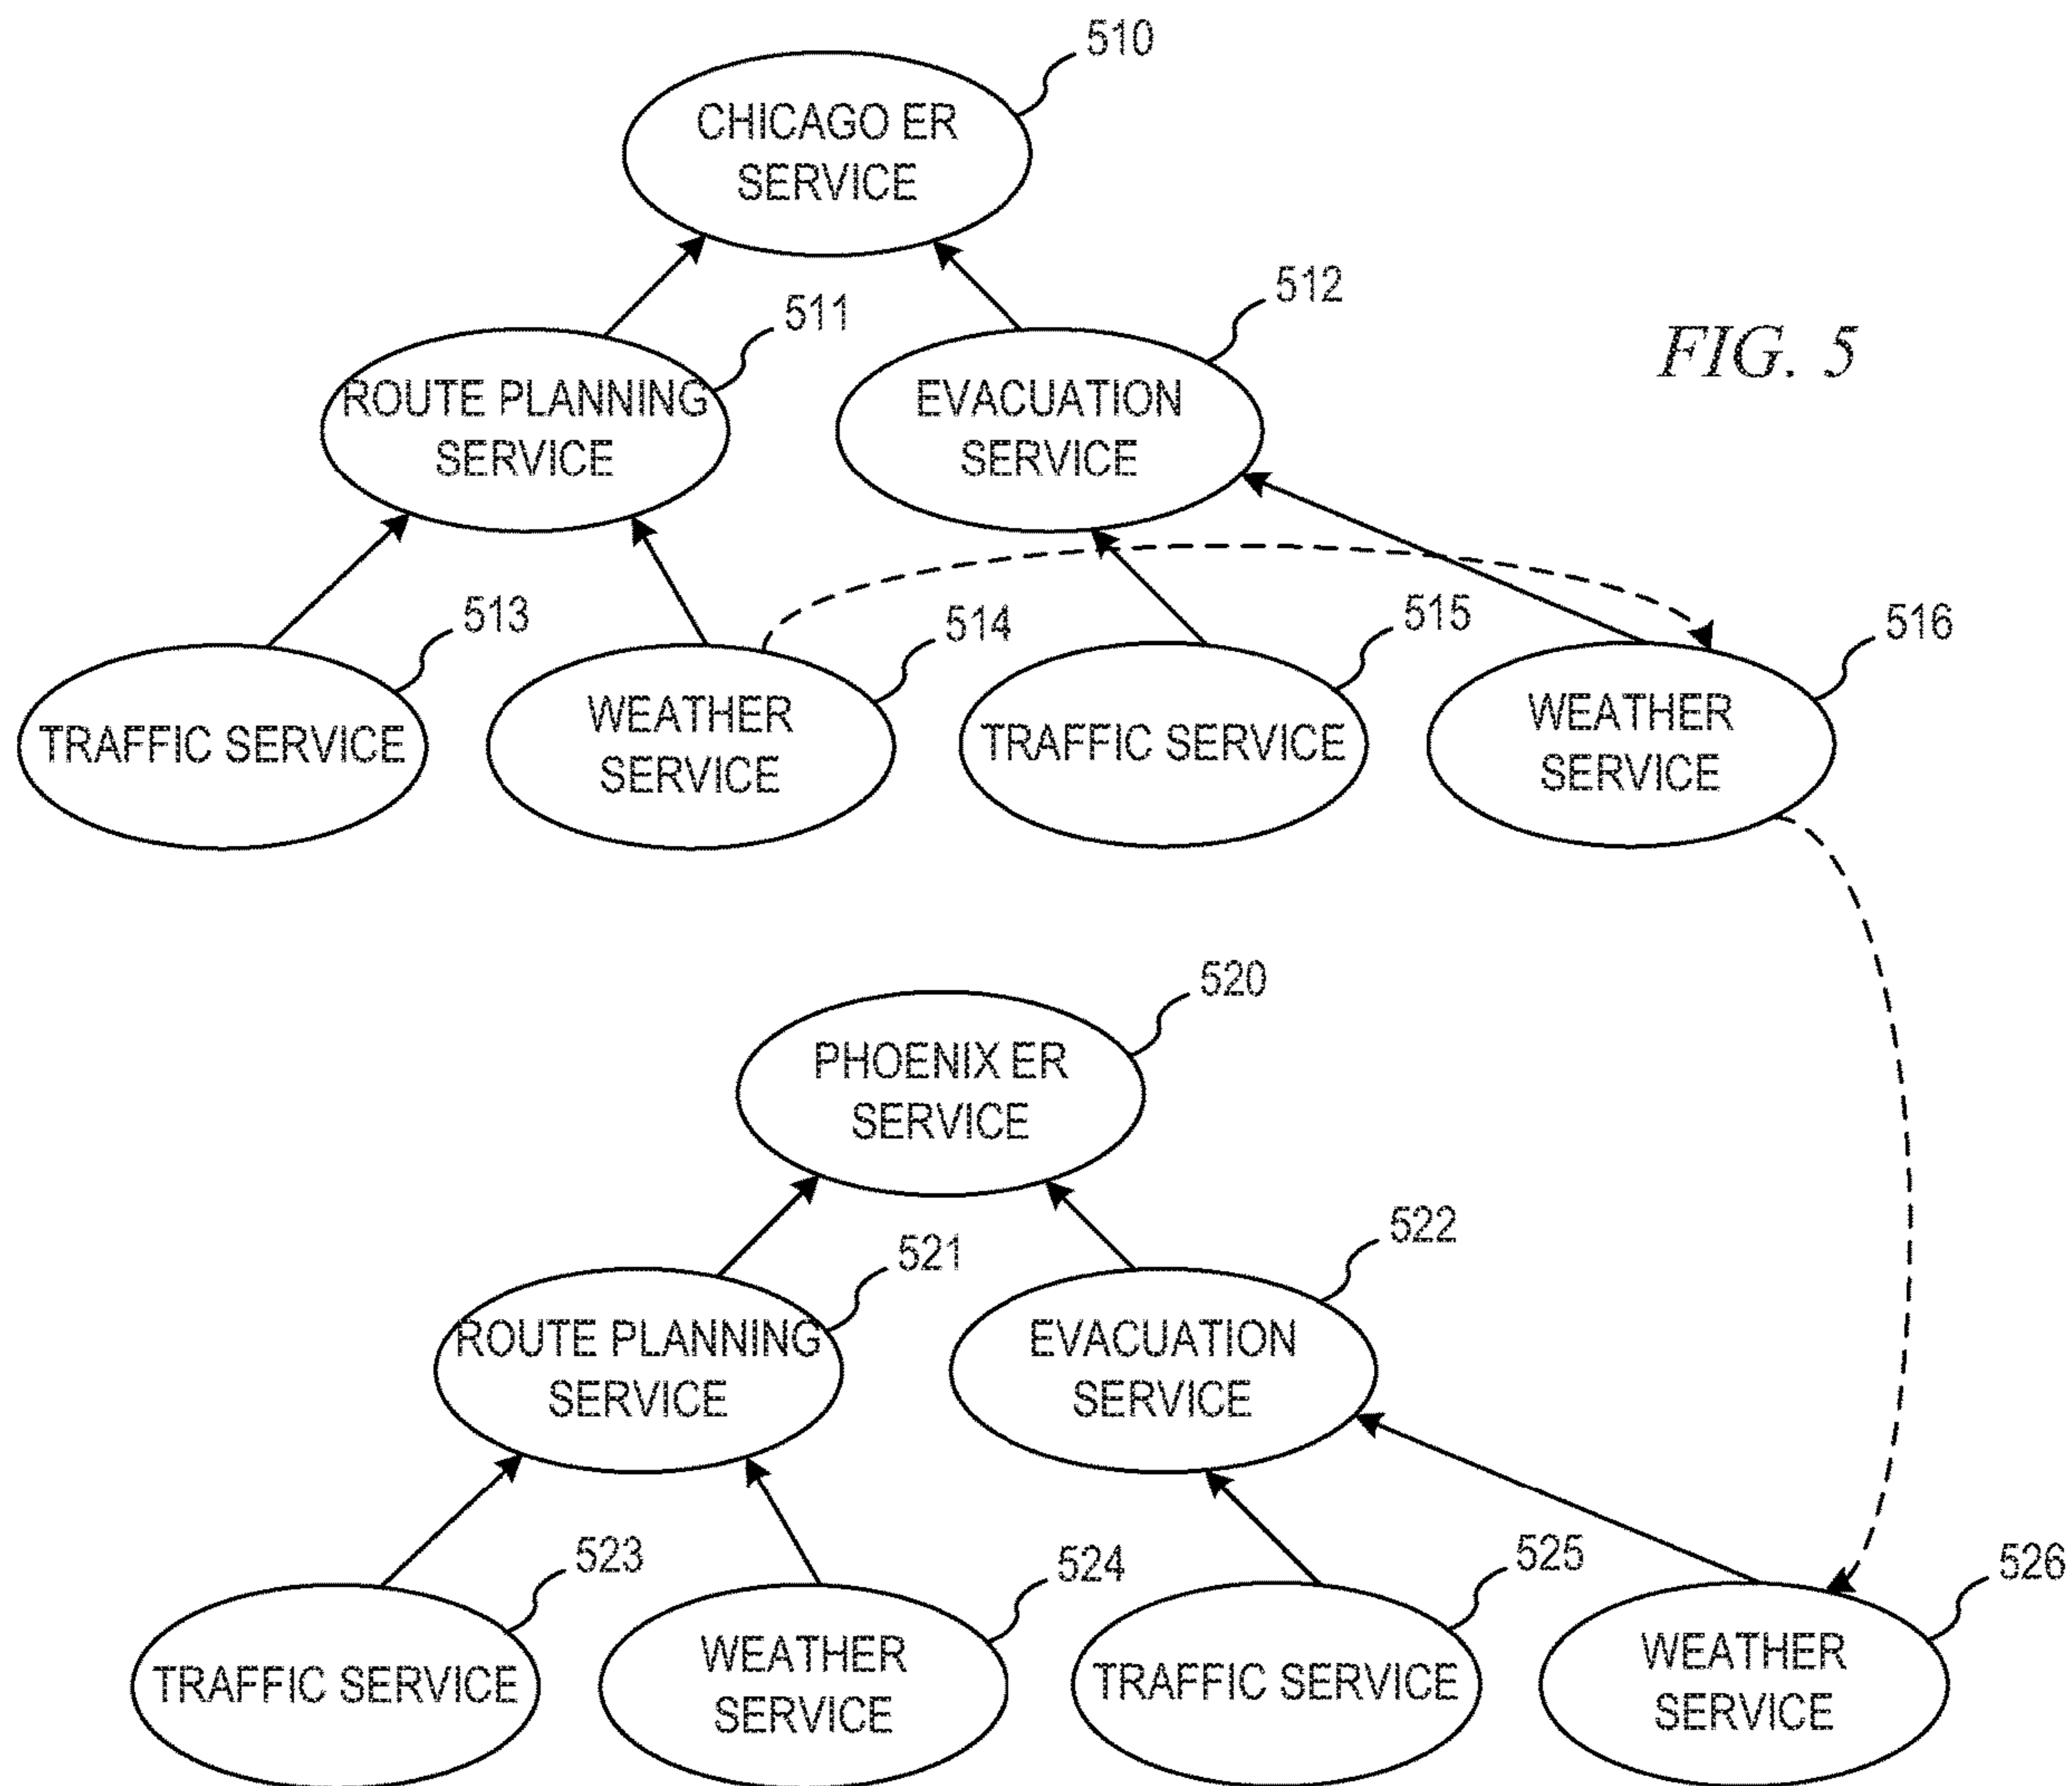 510
CHICAGO ER
SERVICE
511
512
FIG. 5
ROUTE PLANNING
SERVICE
EVACUATION
SERVICE
513
514
515
516
TRAFFIC SERVICE
WEATHER
SERVICE
TRAFFIC SERVICE
WEATHER
SERVICE
520
PHOENIX ER
SERVICE
521
522
ROUTE PLANNING
SERVICE
EVACUATION
SERVICE
523
524
525
526
TRAFFIC SERVICE
WEATHER
SERVICE
TRAFFIC SERVICE
WEATHER
SERVICE